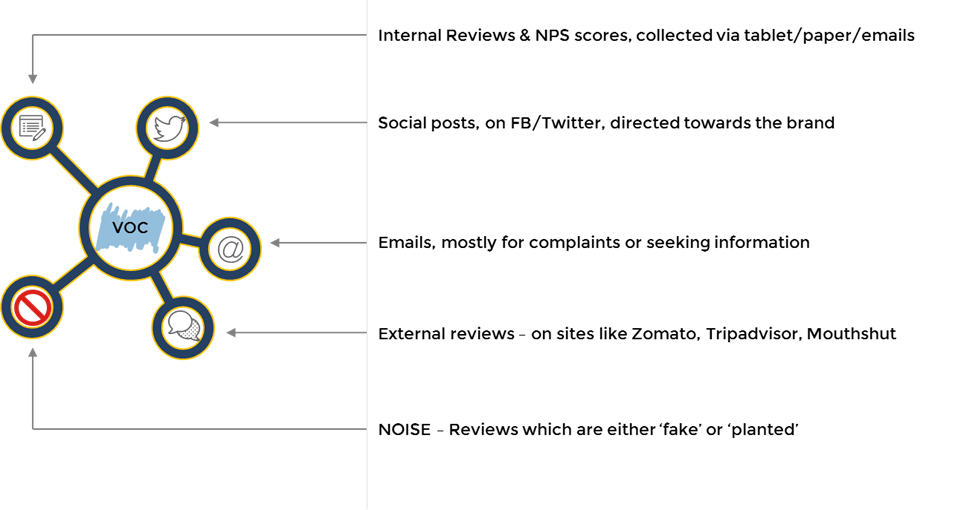 Internal Reviews & NPS scores, collected via tablet/paper/emails
Social posts, on FB/Twitter, directed towards the brand
VOC
Emails, mostly for complaints or seeking information
@
External reviews – on sites like Zomato, Tripadvisor, Mouthshut
NOISE – Reviews which are either ‘fake’ or ‘planted’